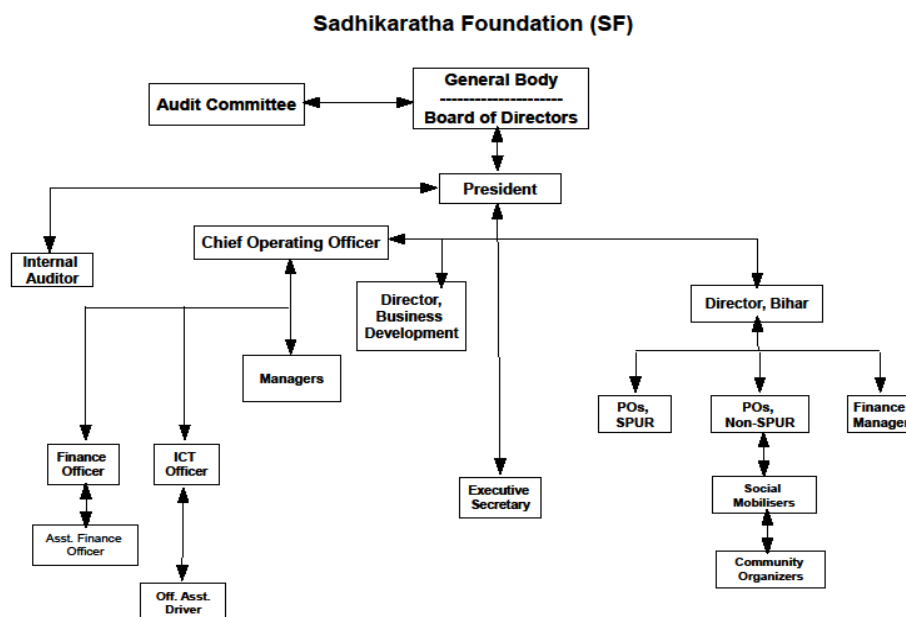 Sadhikaratha Foundation (SF)
General Body
---------------------
Board of Directors
Audit Committee
President
Chief Operating Officer
Internal
Auditor
Director,
Business
Development
Director, Bihar
Managers
POs,
SPUR
POs,
Non-SPUR
Finance
Manager
Finance
Officer
ICT
Officer
Executive
Secretary
Social
Mobilisers
Asst. Finance
Officer
Community
Organizers
Off. Asst.
Driver